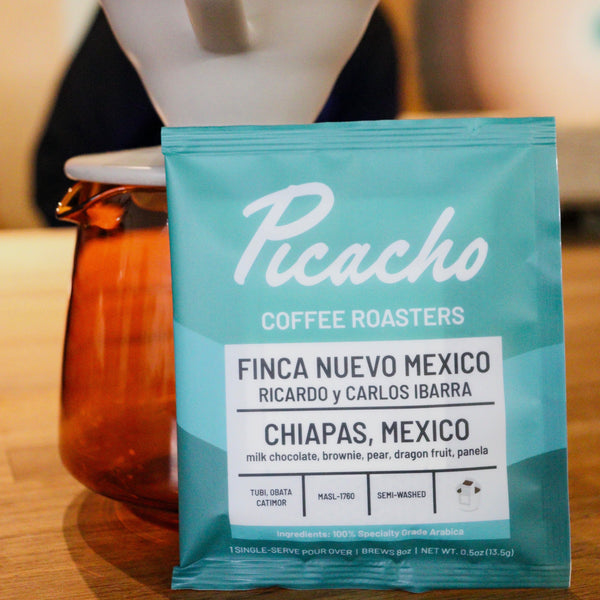 Picacho
COFFEE ROASTERS
FINCA NUEVO MEXICO
RICARDO y CARLOS IBARRA
CHIAPAS, MEXICO
milk chocolate, brownie, pear, dragon fruit, panela
TUBI, OBATA
CATIMOR
MASL-1760
SEMI-WASHED
Ingredients: 100% Specialty Grade Arabica
1 SINGLE-SERVE POUR OVER | BREWS 8oz | NET WT. 0.5oz (13.5g)